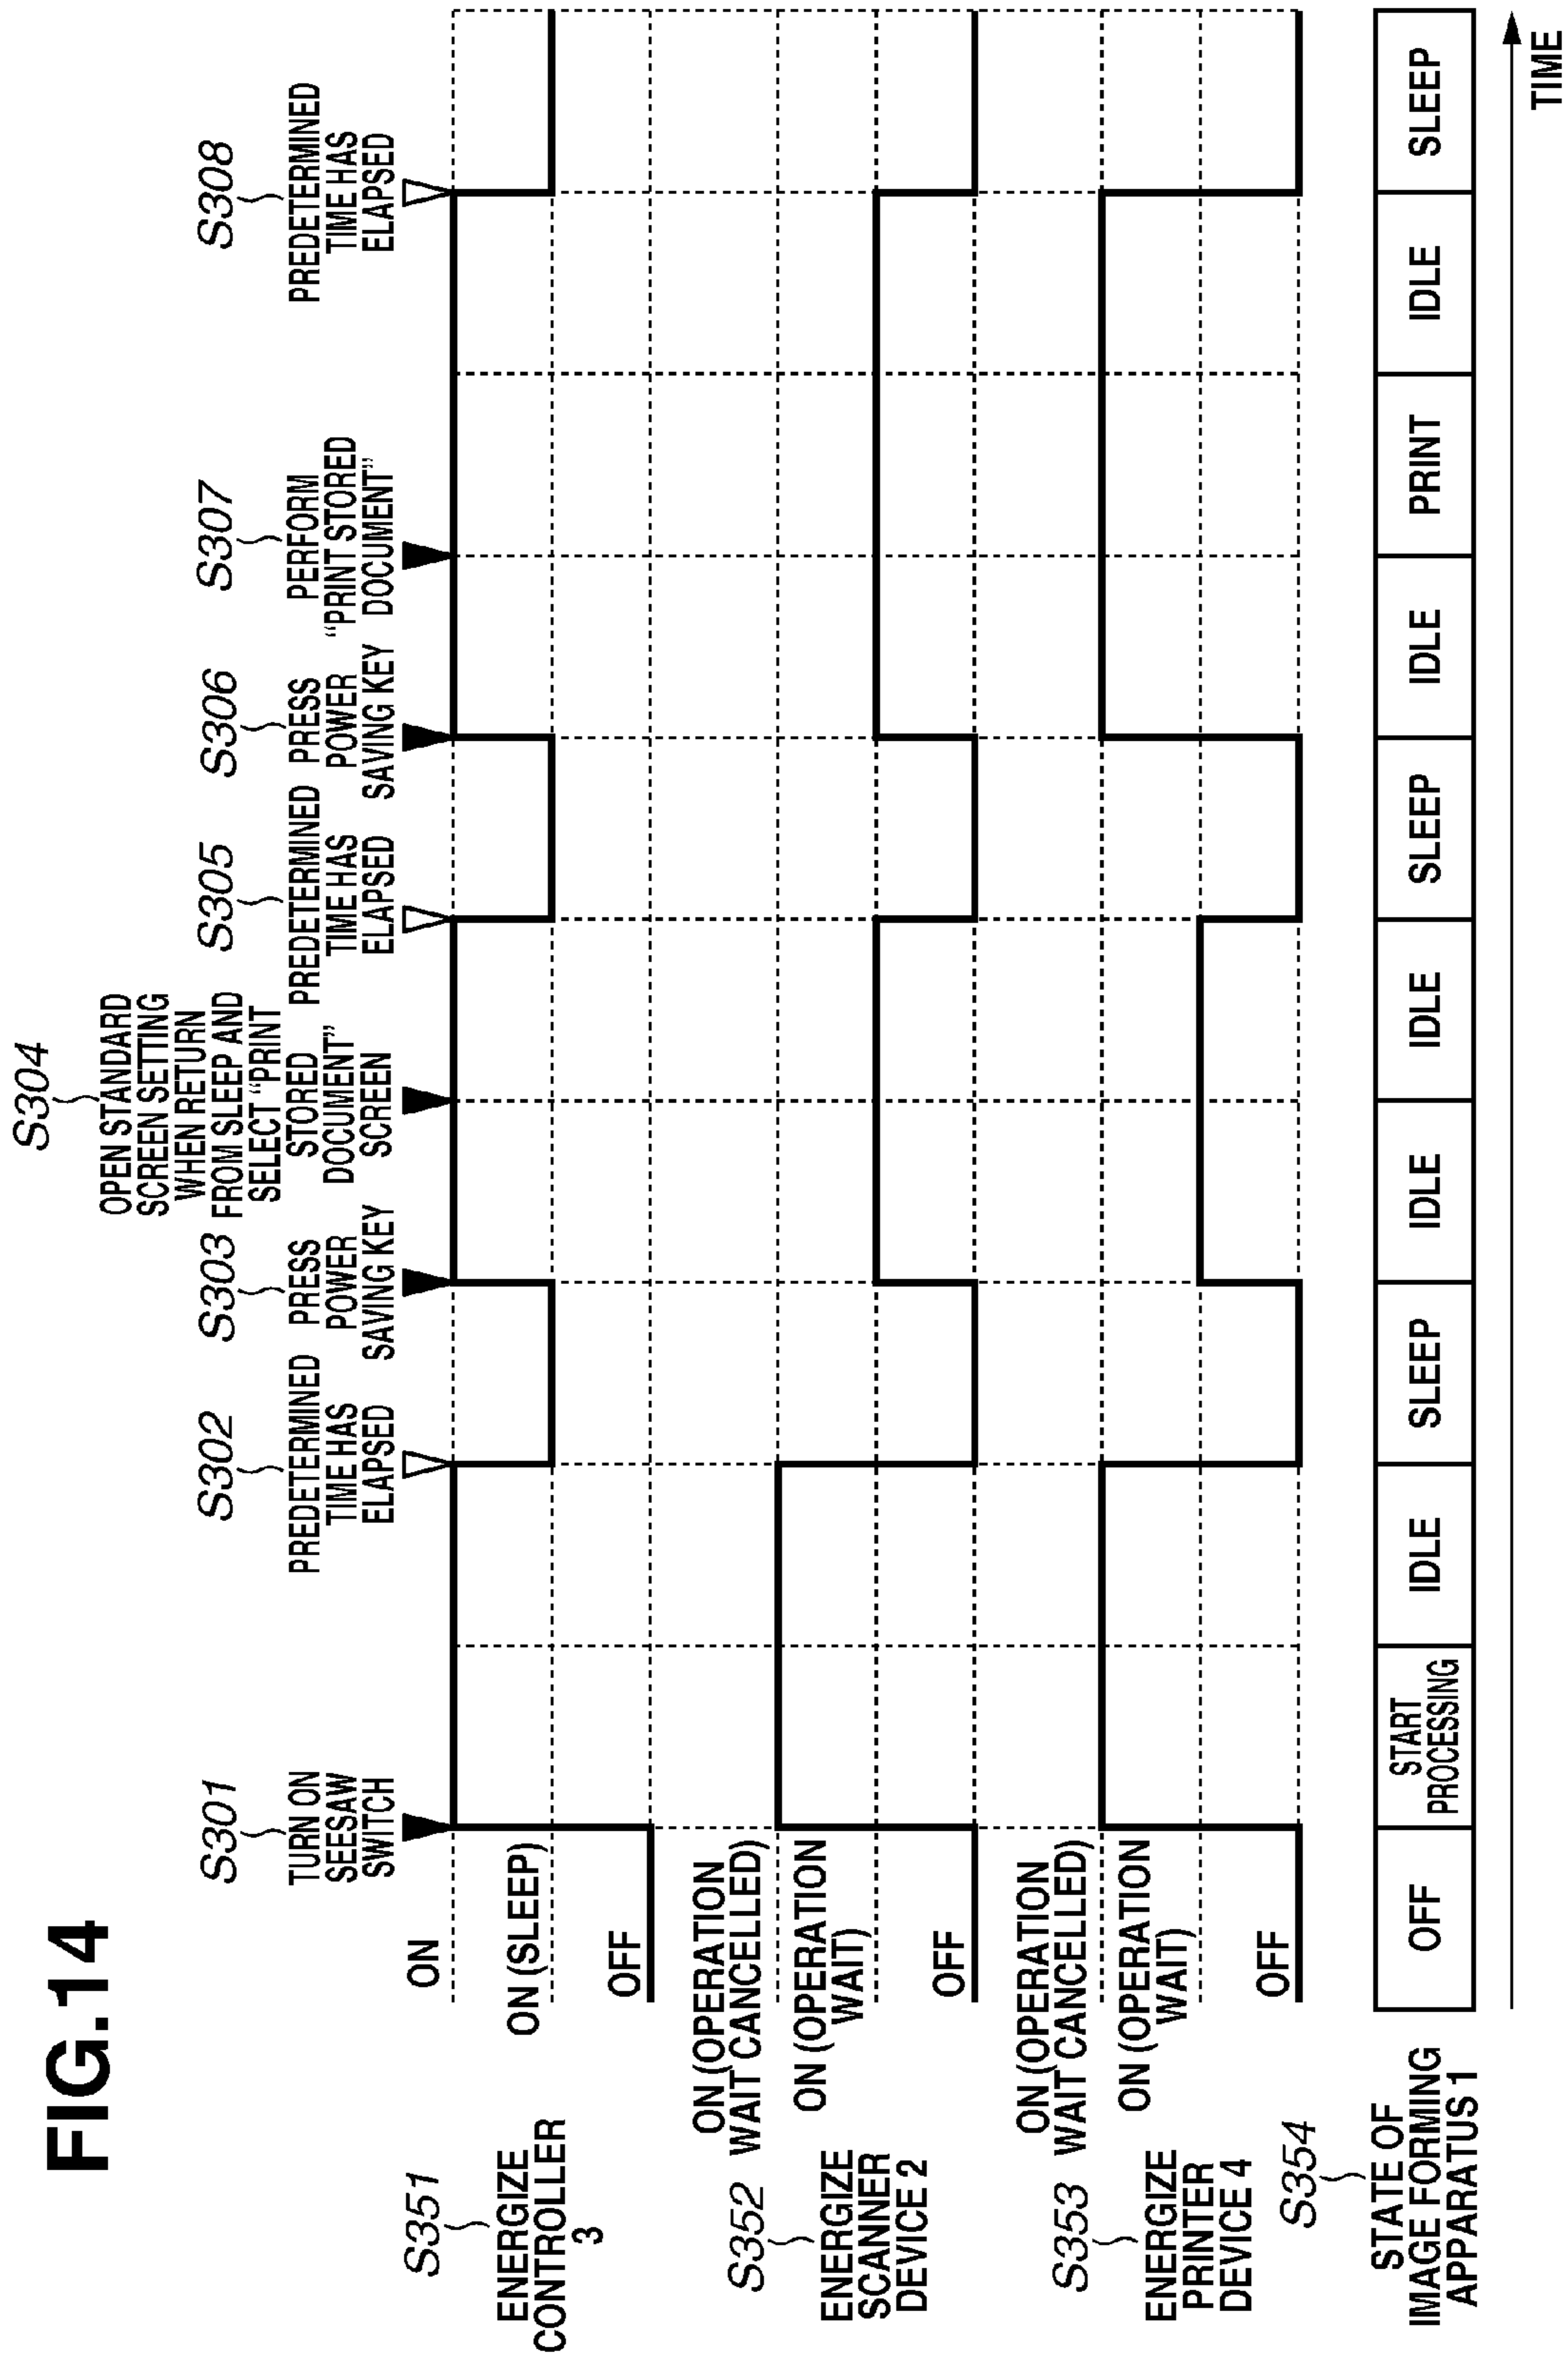 FIG.14
S301
TURN ON
SEESAW
SWITCH
S302
PREDETERMINED
TIME HAS
ELAPSED
S303
PRESS
POWER
SAVING KEY
S304
OPEN STANDARD
SCREEN SETTING
WHEN RETURN
FROM SLEEP AND
SELECT “PRINT
STORED
DOCUMENT”
SCREEN
S305
PREDETERMINED
TIME HAS
ELAPSED
S306
PRESS
POWER
SAVING KEY
S307
PERFORM
“PRINT STORED
DOCUMENT”
S308
PREDETERMINED
TIME HAS
ELAPSED
S351
ENERGIZE
CONTROLLER
3
ON
ON (SLEEP)
OFF
S352
ENERGIZE
SCANNER
DEVICE 2
ON (OPERATION
WAIT CANCELLED)
ON (OPERATION
WAIT)
OFF
S353
ENERGIZE
PRINTER
DEVICE 4
ON (OPERATION
WAIT CANCELLED)
ON (OPERATION
WAIT)
OFF
S354
STATE OF
IMAGE FORMING
APPARATUS 1
OFF
START
PROCESSING
IDLE
SLEEP
IDLE
IDLE
SLEEP
IDLE
PRINT
IDLE
SLEEP
TIME